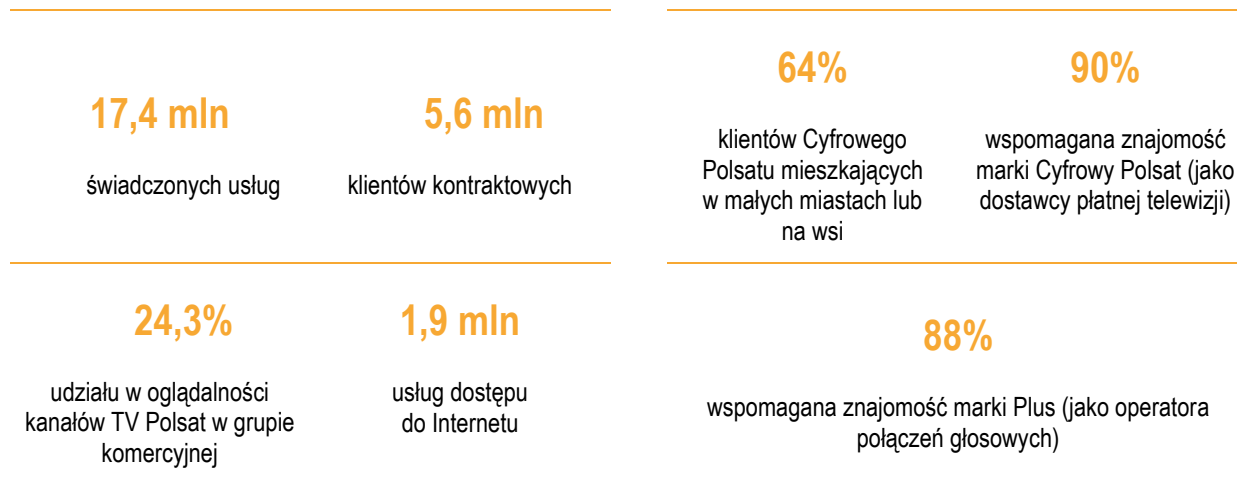 17,4 mln
świadczonych usług
5,6 mln
klientów kontraktowych
64%
klientów Cyfrowego
Polsatu mieszkających
w małych miastach lub
na wsi
90%
wspomagana znajomość
marki Cyfrowy Polsat (jako
dostawcy płatnej telewizji)
24,3%
udziału w oglądalności
kanałów TV Polsat w grupie
komercyjnej
1,9 mln
usług dostępu
do Internetu
88%
wspomagana znajomość marki Plus (jako operatora
połączeń głosowych)